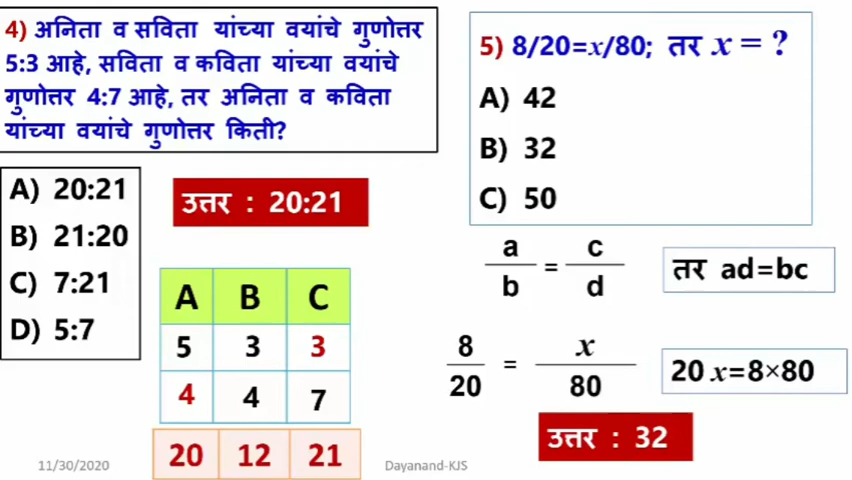 4) अनिता व सविता यांच्या वयांचे गुणोत्तर
5:3 आहे, सविता व कविता यांच्या वयांचे
गुणोत्तर 4:7 आहे, तर अनिता व कविता
यांच्या वयांचे गुणोत्तर किती?
A) 20:21
B) 21:20
C) 7:21
D) 5:7
उत्तर : 20:21
A B C
5 3 3
4 4 7
20 12 21
5) 8/20=x/80; तर x = ?
A) 42
B) 32
C) 50
a/b = c/d
तर ad=bc
8/20 = x/80
20 x=8×80
उत्तर : 32
11/30/2020
Dayanand-KJS